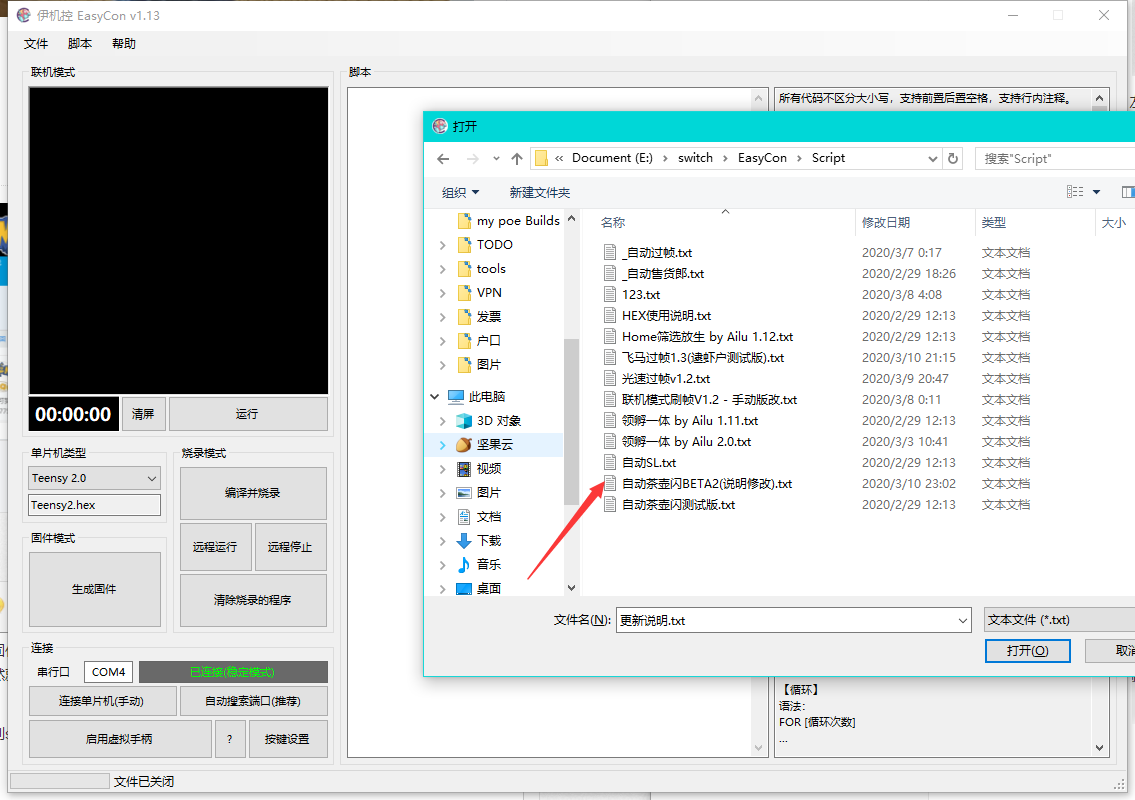 伊机控 EasyCon v1.13
文件 脚本 帮助
联机模式
脚本
所有代码不区分大小写，支持前置后置空格，支持行内注释。
打开
« Document (E:) › switch › EasyCon › Script
搜索"Script"
组织
新建文件夹
my poe Builds
TODO
tools
VPN
发票
户口
图片
此电脑
3D 对象
坚果云
视频
图片
文档
下载
音乐
桌面
名称 修改日期 类型 大小
_自动过帧.txt 2020/3/7 0:17 文本文档
_自动售货郎.txt 2020/2/29 18:26 文本文档
123.txt 2020/3/8 4:08 文本文档
HEX使用说明.txt 2020/2/29 12:13 文本文档
Home筛选放生 by Ailu 1.12.txt 2020/2/29 12:13 文本文档
飞马过帧1.3(逮虾户测试版).txt 2020/3/10 21:15 文本文档
光速过帧v1.2.txt 2020/3/9 20:47 文本文档
联机模式刷帧V1.2 - 手动版改.txt 2020/3/8 0:11 文本文档
领孵一体 by Ailu 1.11.txt 2020/2/29 12:13 文本文档
领孵一体 by Ailu 2.0.txt 2020/3/3 10:41 文本文档
自动SL.txt 2020/2/29 12:13 文本文档
自动茶壶闪BETA2(说明修改).txt 2020/3/10 23:02 文本文档
自动茶壶闪测试版.txt 2020/2/29 12:13 文本文档
文件名(N):
更新说明.txt
文本文件 (*.txt)
打开(O)
取消
00:00:00
清屏
运行
单片机类型
Teensy 2.0
Teensy2.hex
烧录模式
编译并烧录
远程运行
远程停止
清除烧录的程序
固件模式
生成固件
连接
串行口
COM4
已连接(稳定模式)
连接单片机(手动)
自动搜索端口(推荐)
启用虚拟手柄
?
按键设置
【循环】
语法：
FOR [循环次数]
...
文件已关闭